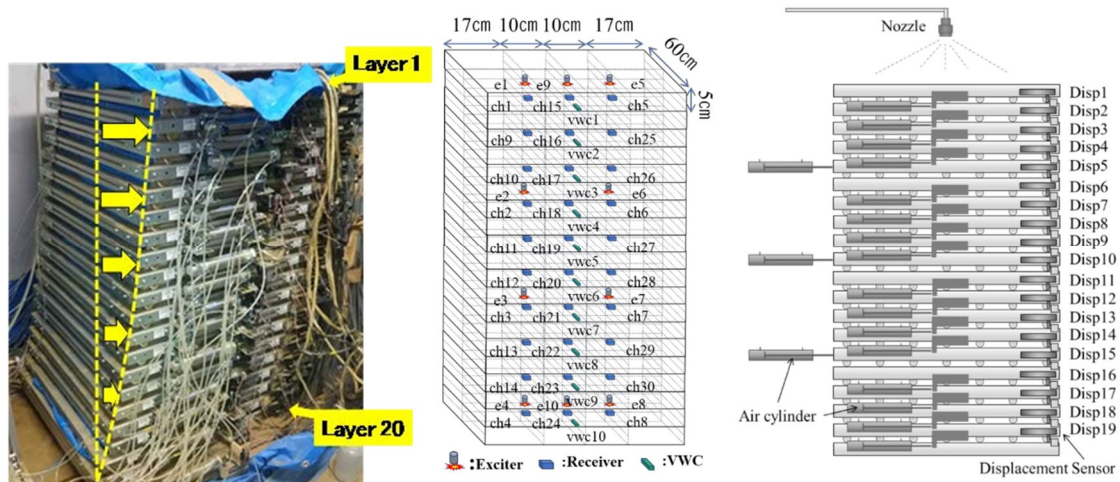 Layer 1
Layer 20
17cm 10cm 10cm 17cm
60cm
5cm
e1 e9 e5
ch1 ch15 ch5
vwc1
ch9 ch16 ch25
vwc2
ch10 ch17 ch26
vwc3
e2 e6
ch2 ch18 ch6
vwc4
ch11 ch19 ch27
vwc5
ch12 ch20 ch28
vwc6
e3 e7
ch3 ch21 ch7
vwc7
ch13 ch22 ch29
vwc8
ch14 ch23 ch30
vwc9
e4 e10 e8
ch4 ch24 ch8
vwc10
:Exciter :Receiver :VWC
Nozzle
Disp1
Disp2
Disp3
Disp4
Disp5
Disp6
Disp7
Disp8
Disp9
Disp10
Disp11
Disp12
Disp13
Disp14
Disp15
Disp16
Disp17
Disp18
Disp19
Air cylinder
Displacement Sensor